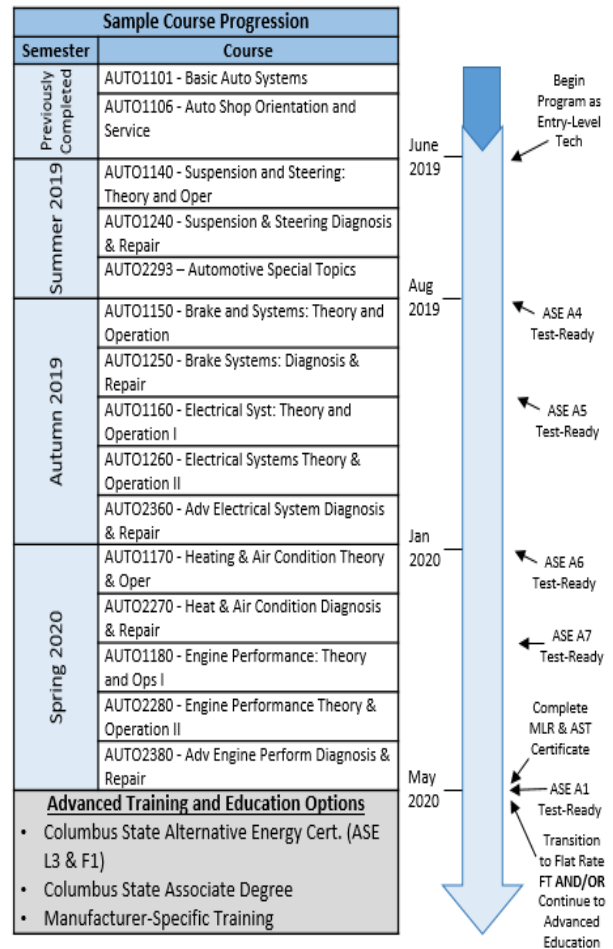 Sample Course Progression
Semester
Course
Previously
Completed
AUTO1101 - Basic Auto Systems
AUTO1106 - Auto Shop Orientation and
Service
Summer 2019
AUTO1140 - Suspension and Steering:
Theory and Oper
AUTO1240 - Suspension & Steering Diagnosis
& Repair
AUTO2293 – Automotive Special Topics
Autumn 2019
AUTO1150 - Brake and Systems: Theory and
Operation
AUTO1250 - Brake Systems: Diagnosis &
Repair
AUTO1160 - Electrical Syst: Theory and
Operation I
AUTO1260 - Electrical Systems Theory &
Operation II
AUTO2360 - Adv Electrical System Diagnosis
& Repair
Spring 2020
AUTO1170 - Heating & Air Condition Theory
& Oper
AUTO2270 - Heat & Air Condition Diagnosis
& Repair
AUTO1180 - Engine Performance: Theory
and Ops I
AUTO2280 - Engine Performance Theory &
Operation II
AUTO2380 - Adv Engine Perform Diagnosis &
Repair
Advanced Training and Education Options
• Columbus State Alternative Energy Cert. (ASE
L3 & F1)
• Columbus State Associate Degree
• Manufacturer-Specific Training
June
2019
Aug
2019
Jan
2020
May
2020
Begin
Program as
Entry-Level
Tech
ASE A4
Test-Ready
ASE A5
Test-Ready
ASE A6
Test-Ready
ASE A7
Test-Ready
Complete
MLR & AST
Certificate
ASE A1
Test-Ready
Transition
to Flat Rate
FT AND/OR
Continue to
Advanced
Education